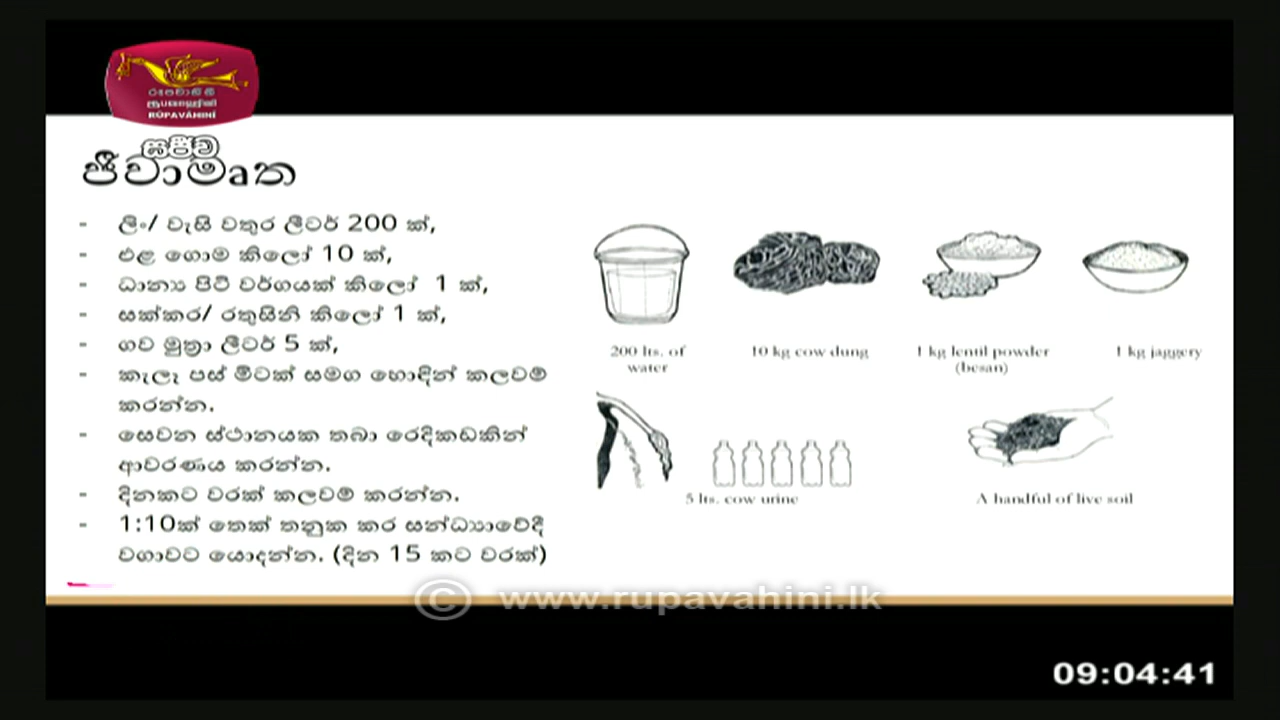 රූපවාහිනී
ரூபவாஹினி
RUPAVAHINI
සජීව
ජීවාමෘත
- ලිං/ වැසි වතුර ලීටර් 200 ක්,
- එළ ගොම කිලෝ 10 ක්,
- ධාන්‍ය පිටි වර්ගයක් කිලෝ 1 ක්,
- සක්කර/ රතුසීනි කිලෝ 1 ක්,
- ගව මුත්‍රා ලීටර් 5 ක්,
- කැලෑ පස් මිටක් සමග හොඳින් කලවම්
කරන්න.
- සෙවන ස්ථානයක තබා රෙදිකඩකින්
ආවරණය කරන්න.
- දිනකට වරක් කලවම් කරන්න.
- 1:10ක් තෙක් තනුක කර සන්ධ්‍යාවේදී
වගාවට යොදන්න. (දින 15 කට වරක්)
200 lts. of
water
10 kg cow dung
1 kg lentil powder
(besan)
1 kg jaggery
5 lts. cow urine
A handful of live soil
© www.rupavahini.lk
09:04:41